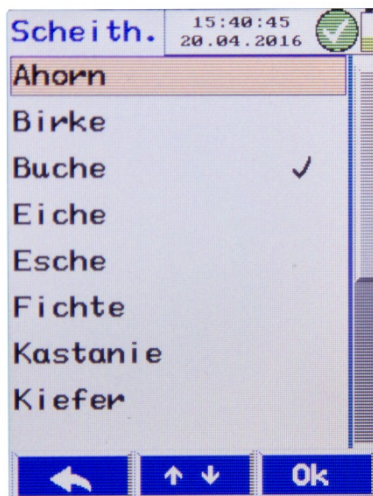 Scheith.
15:40:45
20.04.2016
Ahorn
Birke
Buche
Eiche
Esche
Fichte
Kastanie
Kiefer
Ok